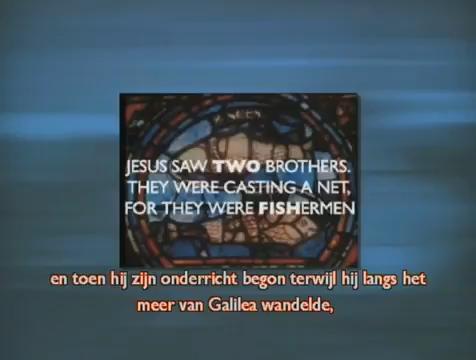 JESUS SAW TWO BROTHERS.
THEY WERE CASTING A NET,
FOR THEY WERE FISHERMEN
en toen hij zijn onderricht begon terwijl hij langs het
meer van Galilea wandelde,